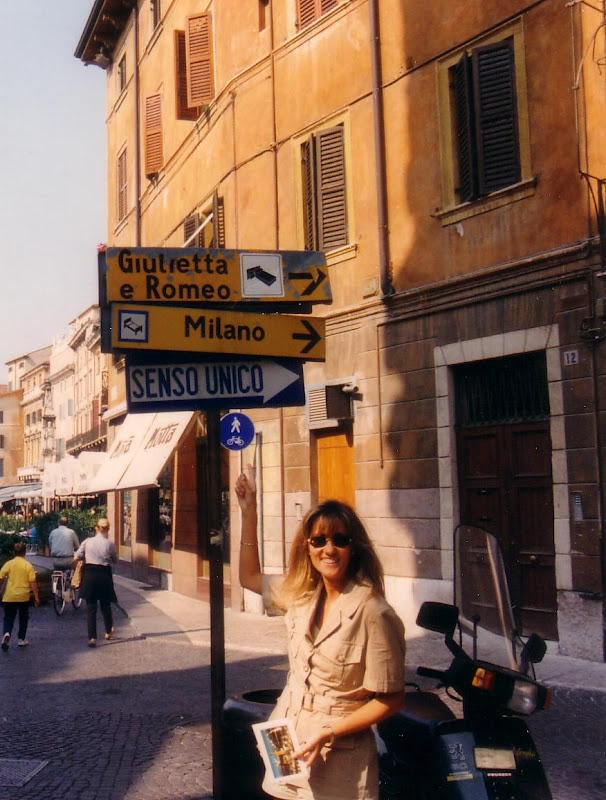 Giulietta
e Romeo
Milano
SENSO UNICO
12